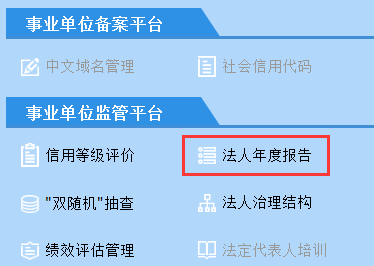 事业单位备案平台
中文域名管理 社会信用代码
事业单位监管平台
信用等级评价 法人年度报告
"双随机"抽查 法人治理结构
绩效评估管理 法定代表人培训